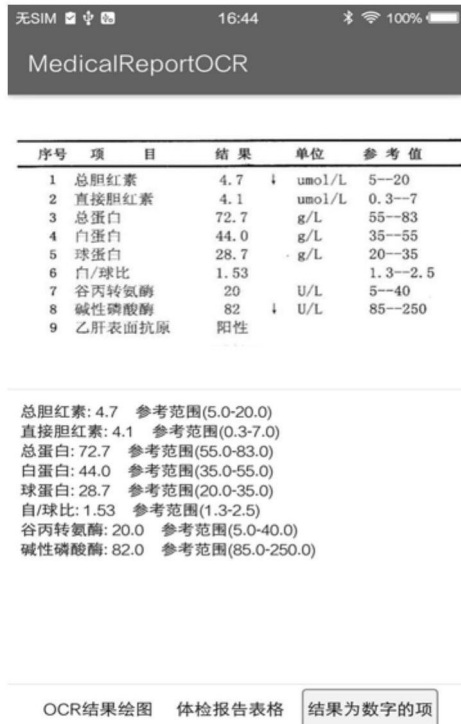 无SIM 16:44 100%
MedicalReportOCR
序号 项 目 结 果 单位 参 考 值
1 总胆红素 4.7 ↓ umol/L 5--20
2 直接胆红素 4.1 umol/L 0.3--7
3 总蛋白 72.7 g/L 55--83
4 白蛋白 44.0 g/L 35--55
5 球蛋白 28.7 g/L 20--35
6 白/球比 1.53 1.3--2.5
7 谷丙转氨酶 20 U/L 5--40
8 碱性磷酸酶 82 ↓ U/L 85--250
9 乙肝表面抗原 阳性
总胆红素: 4.7 参考范围(5.0-20.0)
直接胆红素: 4.1 参考范围(0.3-7.0)
总蛋白: 72.7 参考范围(55.0-83.0)
白蛋白: 44.0 参考范围(35.0-55.0)
球蛋白: 28.7 参考范围(20.0-35.0)
自/球比: 1.53 参考范围(1.3-2.5)
谷丙转氨酶: 20.0 参考范围(5.0-40.0)
碱性磷酸酶: 82.0 参考范围(85.0-250.0)
OCR结果绘图 体检报告表格 结果为数字的项